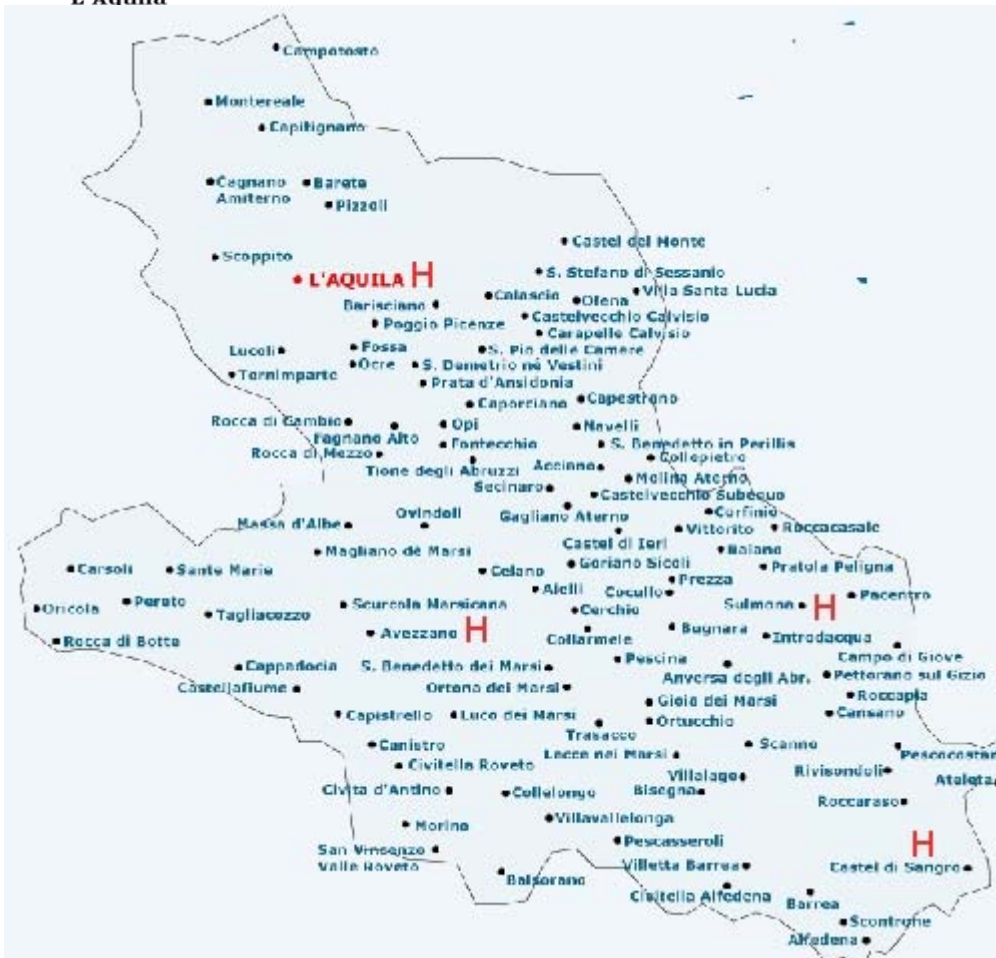 L'Aquila
Campotosto
Montereale
Capitignano
Cagnano
Amiterno
Barete
Pizzoli
Castel del Monte
Scoppito
S. Stefano di Sessanio
L'AQUILA H
Villa Santa Lucia
Calascio
Ofena
Barisciano
Castelvecchio Calvisio
Poggio Picenze
Carapelle Calvisio
Fossa
Lucoli
S. Pio delle Camere
Ocre
S. Demetrio né Vestini
Tornimparte
Prata d'Ansidonia
Caporciano
Capestrano
Rocca di Cambio
Opi
Navelli
Fagnano Alto
Fontecchio
S. Benedetto in Perillis
Rocca di Mezzo
Collepietro
Tione degli Abruzzi
Acciano
Molina Aterno
Secinaro
Castelvecchio Subequo
Gagliano Aterno
Corfinio
Massa d'Albe
Ovindoli
Vittorito
Roccacasale
Castel di Ieri
Raiano
Magliano dè Marsi
Goriano Sicoli
Pratola Peligna
Carsoli
Sante Marie
Celano
Prezza
Aielli
Cocullo
Pacentro
Oricola
Pereto
Tagliacozzo
Scurcola Marsicana
Cerchio
Sulmona H
Rocca di Botte
Avezzano H
Collarmele
Bugnara
Introdacqua
Campo di Giove
Cappadocia
S. Benedetto dei Marsi
Pescina
Anversa degli Abr.
Pettorano sul Gizio
Castellafiume
Ortona dei Marsi
Gioia dei Marsi
Roccapia
Capistrello
Luco dei Marsi
Ortucchio
Cansano
Trasacco
Canistro
Lecce nei Marsi
Scanno
Pescocostan
Civitella Roveto
Villalago
Rivisondoli
Ateleta
Civita d'Antino
Collelongo
Bisegna
Roccaraso
Morino
Villavallelonga
San Vinsenzo
Valle Roveto
Pescasseroli
H
Balsorano
Villetta Barrea
Castel di Sangro
Civitella Alfedena
Barrea
Scontrone
Alfedena